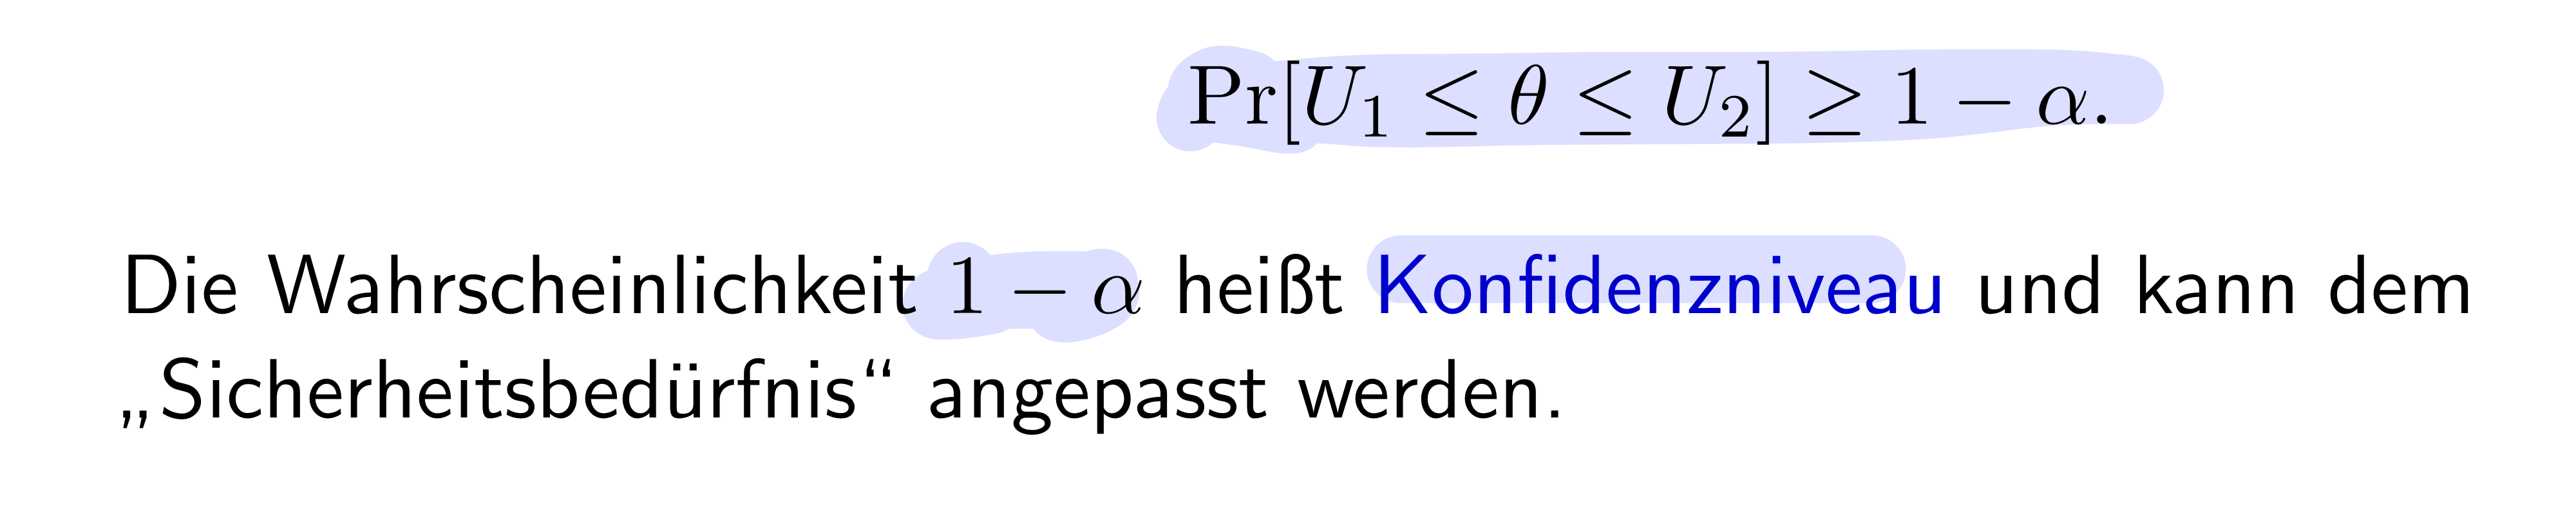 Pr[U₁ ≤ θ ≤ U₂] ≥ 1 − α.
Die Wahrscheinlichkeit 1 − α heißt Konfidenzniveau und kann dem
„Sicherheitsbedürfnis“ angepasst werden.